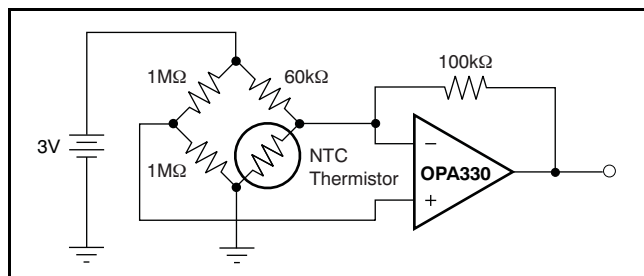 1MΩ
60kΩ
100kΩ
3V
1MΩ
NTC
Thermistor
−
OPA330
+